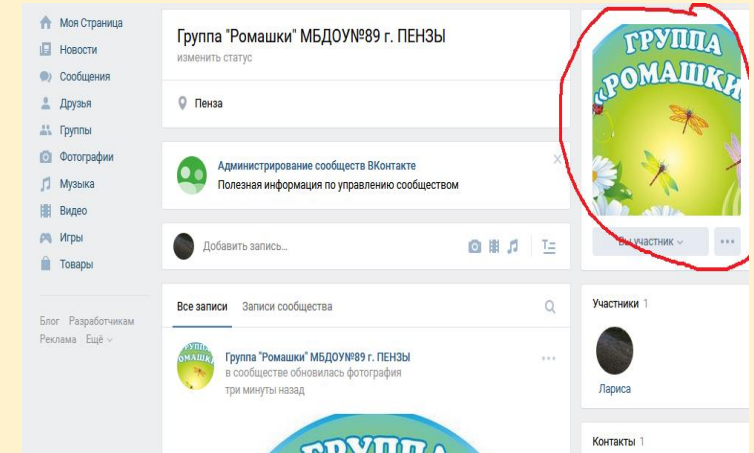 Моя Страница
Новости
Сообщения
Друзья
Группы
Фотографии
Музыка
Видео
Игры
Товары
Блог Разработчикам
Реклама Ещё
Группа "Ромашки" МБДОУ№89 г. ПЕНЗЫ
изменить статус
Пенза
Администрирование сообществ ВКонтакте
Полезная информация по управлению сообществом
Добавить запись...
Все записи Записи сообщества
Группа "Ромашки" МБДОУ№89 г. ПЕНЗЫ
в сообществе обновилась фотография
три минуты назад
ГРУППА
ГРУППА
«РОМАШКИ
Вы участник
Участники 1
Лариса
Контакты 1